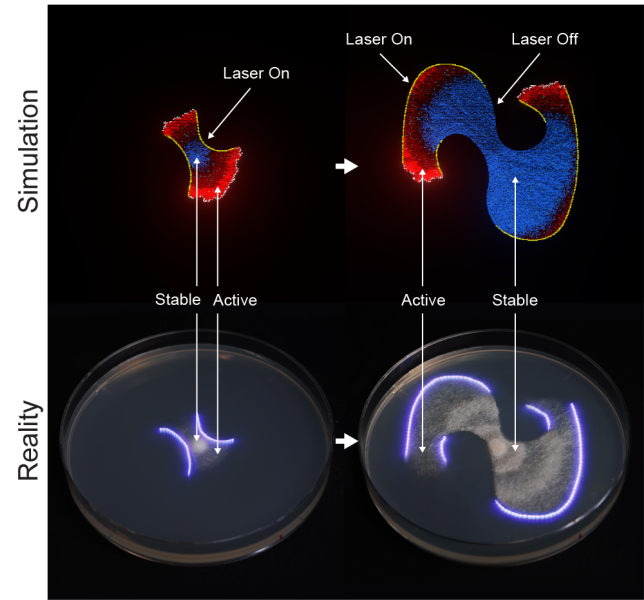 Simulation
Laser On
Laser On
Laser Off
Stable
Active
Active
Stable
Reality